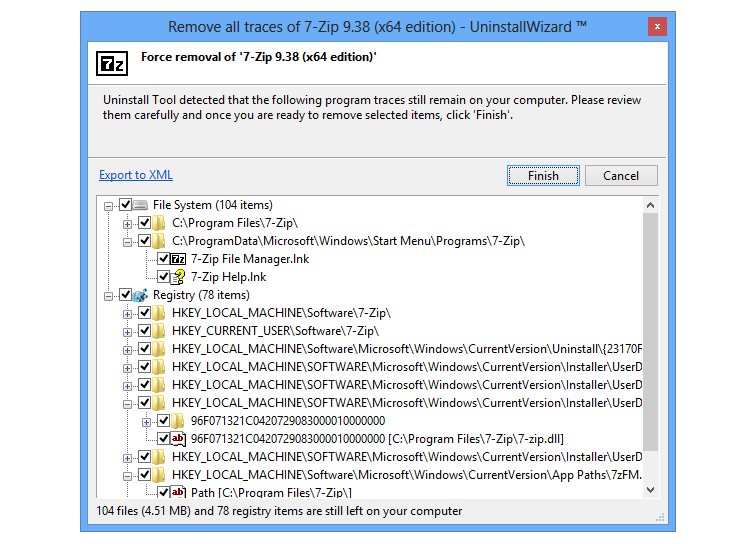 Remove all traces of 7-Zip 9.38 (x64 edition) - UninstallWizard ™
7z
Force removal of '7-Zip 9.38 (x64 edition)'
Uninstall Tool detected that the following program traces still remain on your computer. Please review
them carefully and once you are ready to remove selected items, click 'Finish'.
Export to XML
Finish
Cancel
File System (104 items)
C:\Program Files\7-Zip\
C:\ProgramData\Microsoft\Windows\Start Menu\Programs\7-Zip\
7-Zip File Manager.lnk
7-Zip Help.lnk
Registry (78 items)
HKEY_LOCAL_MACHINE\Software\7-Zip\
HKEY_CURRENT_USER\Software\7-Zip\
HKEY_LOCAL_MACHINE\Software\Microsoft\Windows\CurrentVersion\Uninstall\{23170F
HKEY_LOCAL_MACHINE\SOFTWARE\Microsoft\Windows\CurrentVersion\Installer\UserD
HKEY_LOCAL_MACHINE\SOFTWARE\Microsoft\Windows\CurrentVersion\Installer\UserD
HKEY_LOCAL_MACHINE\SOFTWARE\Microsoft\Windows\CurrentVersion\Installer\UserD
96F071321C0420729083000010000000
96F071321C0420729083000010000000 [C:\Program Files\7-Zip\7-zip.dll]
HKEY_LOCAL_MACHINE\SOFTWARE\Microsoft\Windows\CurrentVersion\Installer\UserD
HKEY_LOCAL_MACHINE\SOFTWARE\Microsoft\Windows\CurrentVersion\App Paths\7zFM.
Path [C:\Program Files\7-Zip\]
104 files (4.51 MB) and 78 registry items are still left on your computer